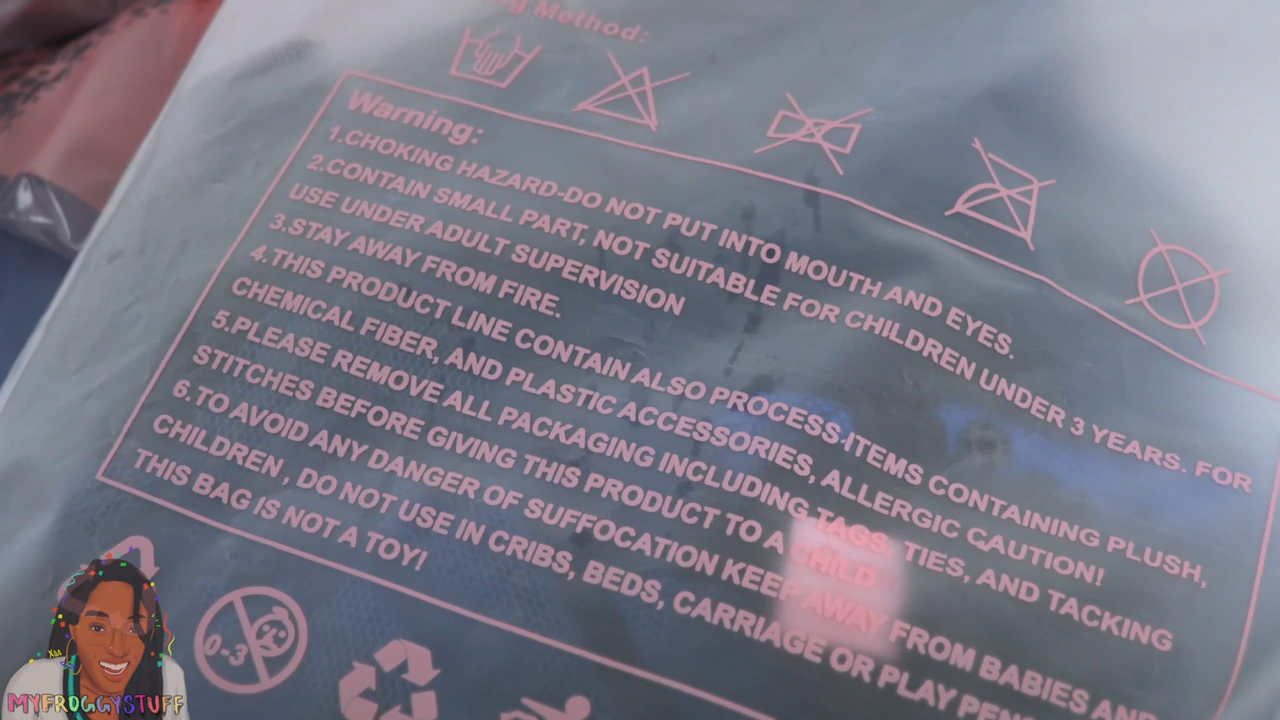 Method:
Warning:
1.CHOKING HAZARD-DO NOT PUT INTO MOUTH AND EYES.
2.CONTAIN SMALL PART, NOT SUITABLE FOR CHILDREN UNDER 3 YEARS. FOR
USE UNDER ADULT SUPERVISION
3.STAY AWAY FROM FIRE.
4.THIS PRODUCT LINE CONTAIN ALSO PROCESS ITEMS CONTAINING PLUSH,
CHEMICAL FIBER, AND PLASTIC ACCESSORIES, ALLERGIC CAUTION!
5.PLEASE REMOVE ALL PACKAGING INCLUDING TAGS, TIES, AND TACKING
STITCHES BEFORE GIVING THIS PRODUCT TO A CHILD
6.TO AVOID ANY DANGER OF SUFFOCATION KEEP AWAY FROM BABIES AND
CHILDREN, DO NOT USE IN CRIBS, BEDS, CARRIAGE OR PLAY PENS
THIS BAG IS NOT A TOY!
0-3
MYFROGGYSTUFF